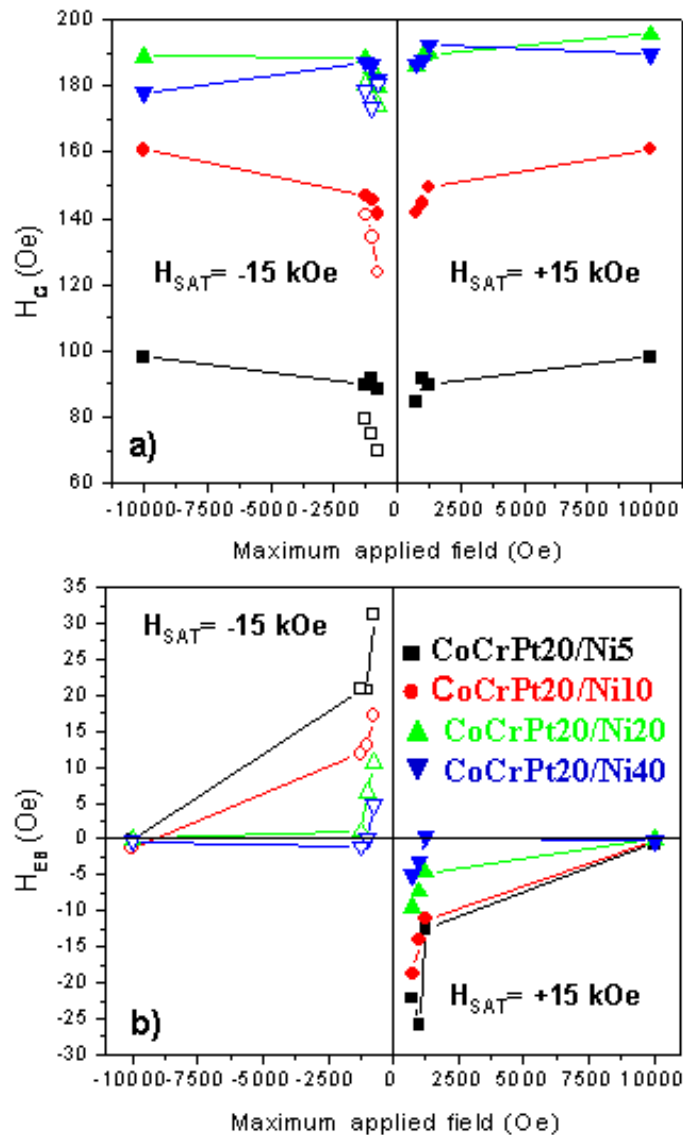 200
180
160
140
120
100
80
60
H_C (Oe)
H_SAT= -15 kOe
H_SAT= +15 kOe
a)
-10000 -7500 -5000 -2500 0 2500 5000 7500 10000
Maximum applied field (Oe)
35
30
25
20
15
10
5
0
-5
-10
-15
-20
-25
-30
H_EB (Oe)
H_SAT= -15 kOe
CoCrPt20/Ni5
CoCrPt20/Ni10
CoCrPt20/Ni20
CoCrPt20/Ni40
H_SAT= +15 kOe
b)
-10000 -7500 -5000 -2500 0 2500 5000 7500 10000
Maximum applied field (Oe)